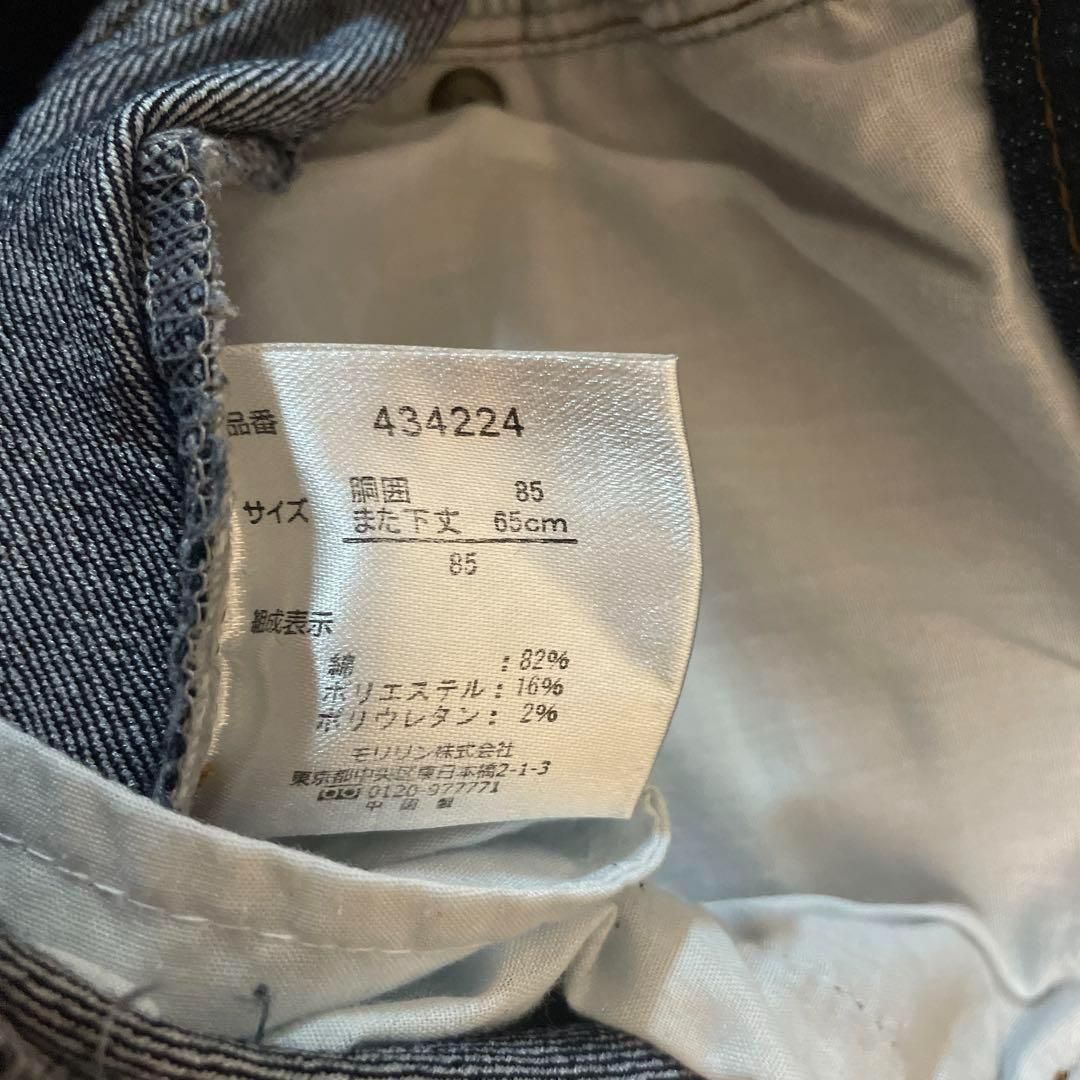 品番 434224
胴囲 85
サイズ また下丈 65cm
85
組成表示
綿 : 82%
ポリエステル : 16%
ポリウレタン : 2%
モリリン株式会社
東京都中央区東日本橋2-1-3
0120-977771
中国製